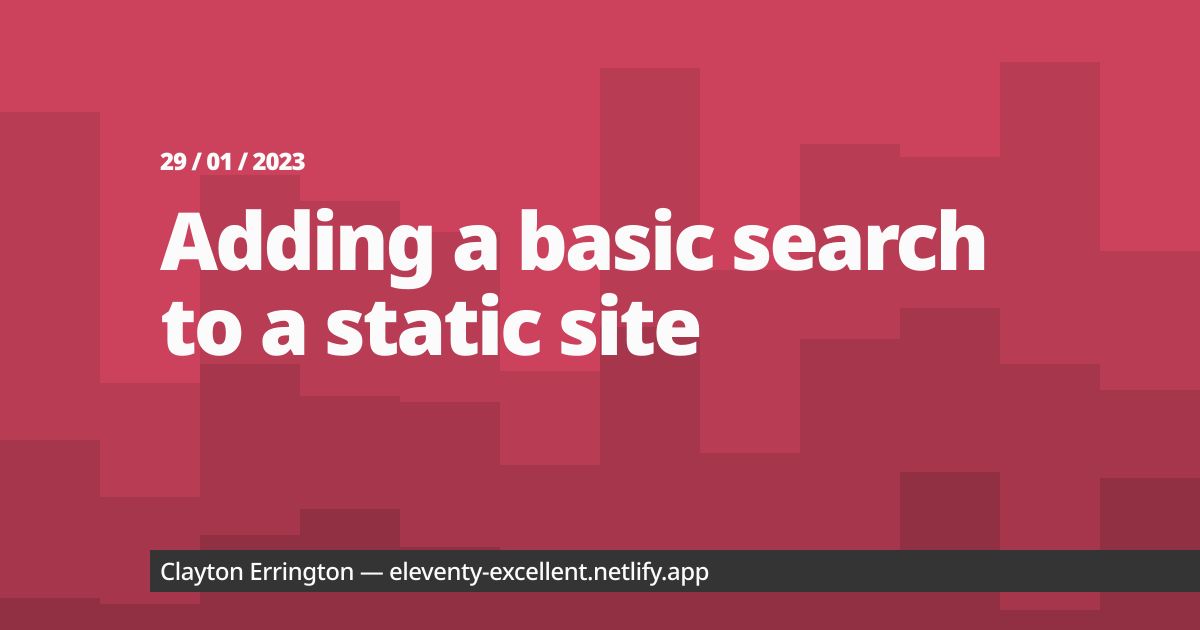 29 / 01 / 2023
Adding a basic search
to a static site
Clayton Errington — eleventy-excellent.netlify.app